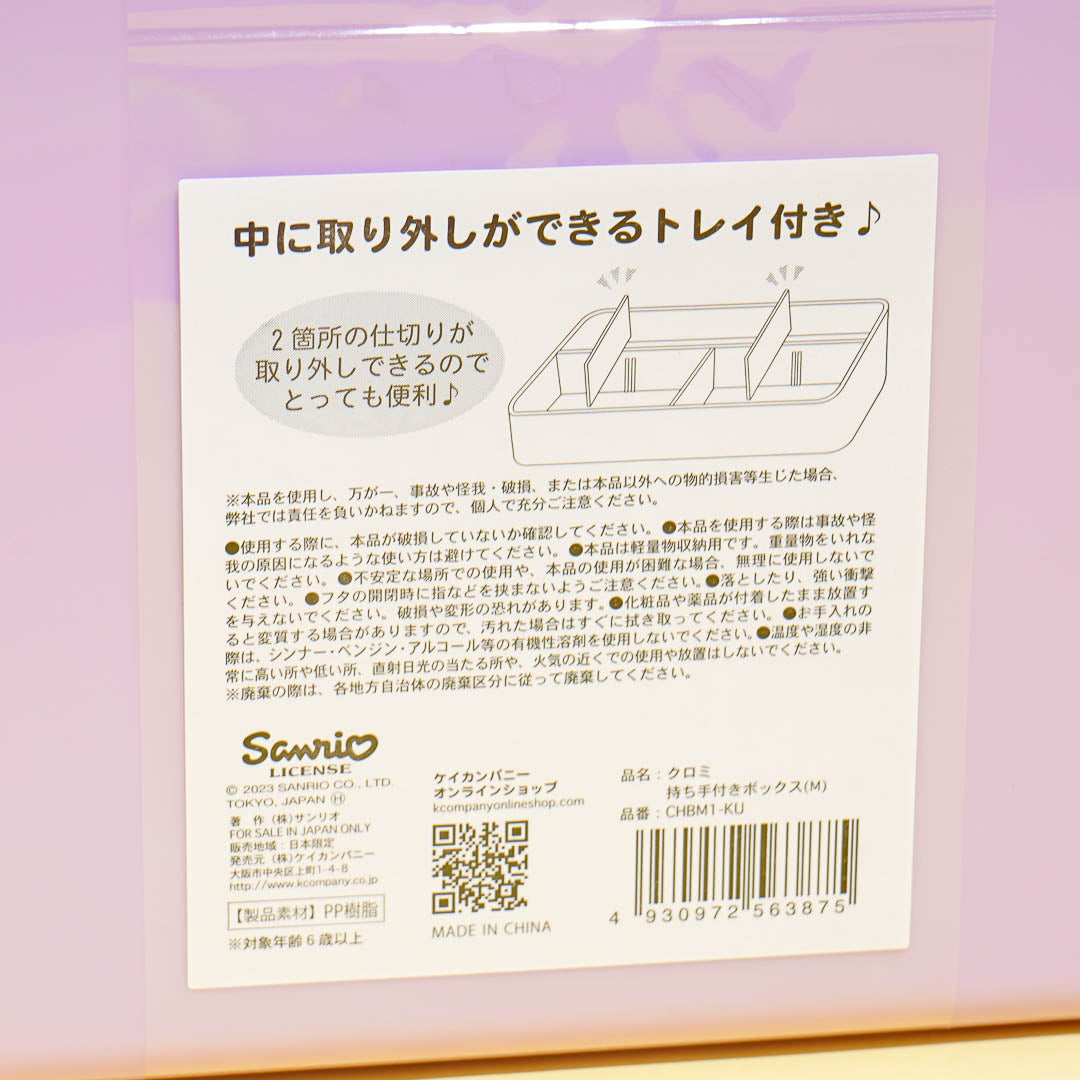 中に取り外しができるトレイ付き♪
2箇所の仕切りが
取り外しできるので
とっても便利♪
※本品を使用し、万が一、事故や怪我・破損、または本品以外への物的損害等生じた場合、
弊社では責任を負いかねますので、個人で充分ご注意ください。
●使用する際に、本品が破損していないか確認してください。●本品を使用する際は事故や怪
我の原因になるような使い方は避けてください。●本品は軽量物収納用です。重量物をいれな
いでください。●不安定な場所での使用や、本品の使用が困難な場合、無理に使用しないで
ください。●フタの開閉時に指などを挟まないようご注意ください。●落としたり、強い衝撃
を与えないでください。破損や変形の恐れがあります。●化粧品や薬品が付着したまま放置す
ると変質する場合がありますので、汚れた場合はすぐに拭き取ってください。●お手入れの
際は、シンナー・ベンジン・アルコール等の有機性溶剤を使用しないでください。●温度や湿度の非
常に高い所や低い所、直射日光の当たる所や、火気の近くでの使用や放置はしないでください。
※廃棄の際は、各地方自治体の廃棄区分に従って廃棄してください。
Sanrio
LICENSE
© 2023 SANRIO CO., LTD.
TOKYO, JAPAN Ⓗ
著 作 (株)サンリオ
FOR SALE IN JAPAN ONLY
販売地域：日本限定
発売元 (株)ケイカンパニー
大阪市中央区上町1-4-8
http://www.kcompany.co.jp
【製品素材】PP樹脂
※対象年齢6歳以上
ケイカンパニー
オンラインショップ
kcompanyonlineshop.com
MADE IN CHINA
品名：クロミ
持ち手付きボックス(M)
品番：CHBM1-KU
4 930972 563875